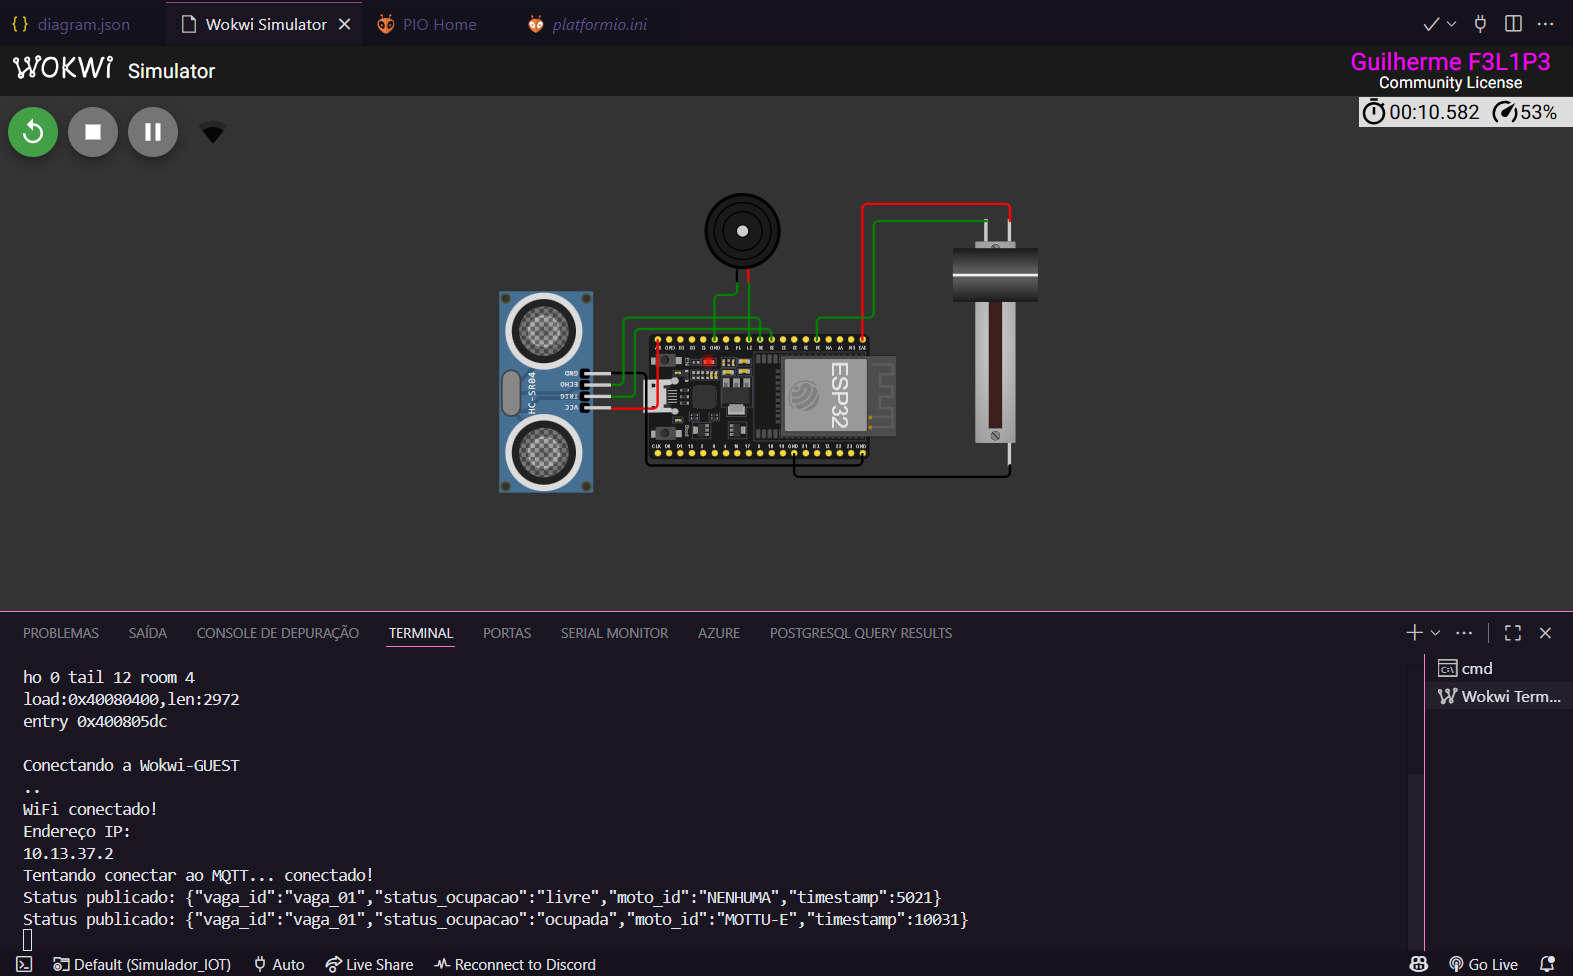 {} diagram.json
Wokwi Simulator
PIO Home
platformio.ini
WOKWi Simulator
Guilherme F3L1P3
Community License
00:10.582
53%
GND
ECHO
TRIG
VCC
HC-SR04
ESP32
PROBLEMAS
SAÍDA
CONSOLE DE DEPURAÇÃO
TERMINAL
PORTAS
SERIAL MONITOR
AZURE
POSTGRESQL QUERY RESULTS
ho 0 tail 12 room 4
load:0x40080400,len:2972
entry 0x400805dc
Conectando a Wokwi-GUEST
..
WiFi conectado!
Endereço IP:
10.13.37.2
Tentando conectar ao MQTT... conectado!
Status publicado: {"vaga_id":"vaga_01","status_ocupacao":"livre","moto_id":"NENHUMA","timestamp":5021}
Status publicado: {"vaga_id":"vaga_01","status_ocupacao":"ocupada","moto_id":"MOTTU-E","timestamp":10031}
cmd
Wokwi Term...
Default (Simulador_IOT)
Auto
Live Share
Reconnect to Discord
Go Live